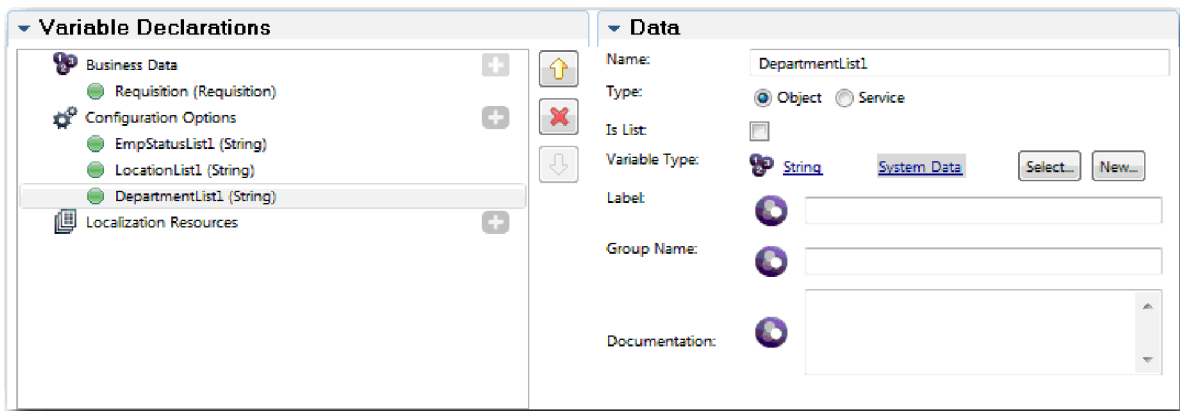 Variable Declarations
Business Data
Requisition (Requisition)
Configuration Options
EmpStatusList1 (String)
LocationList1 (String)
DepartmentList1 (String)
Localization Resources
Data
Name: DepartmentList1
Type: Object Service
Is List:
Variable Type: String System Data Select... New...
Label:
Group Name:
Documentation: